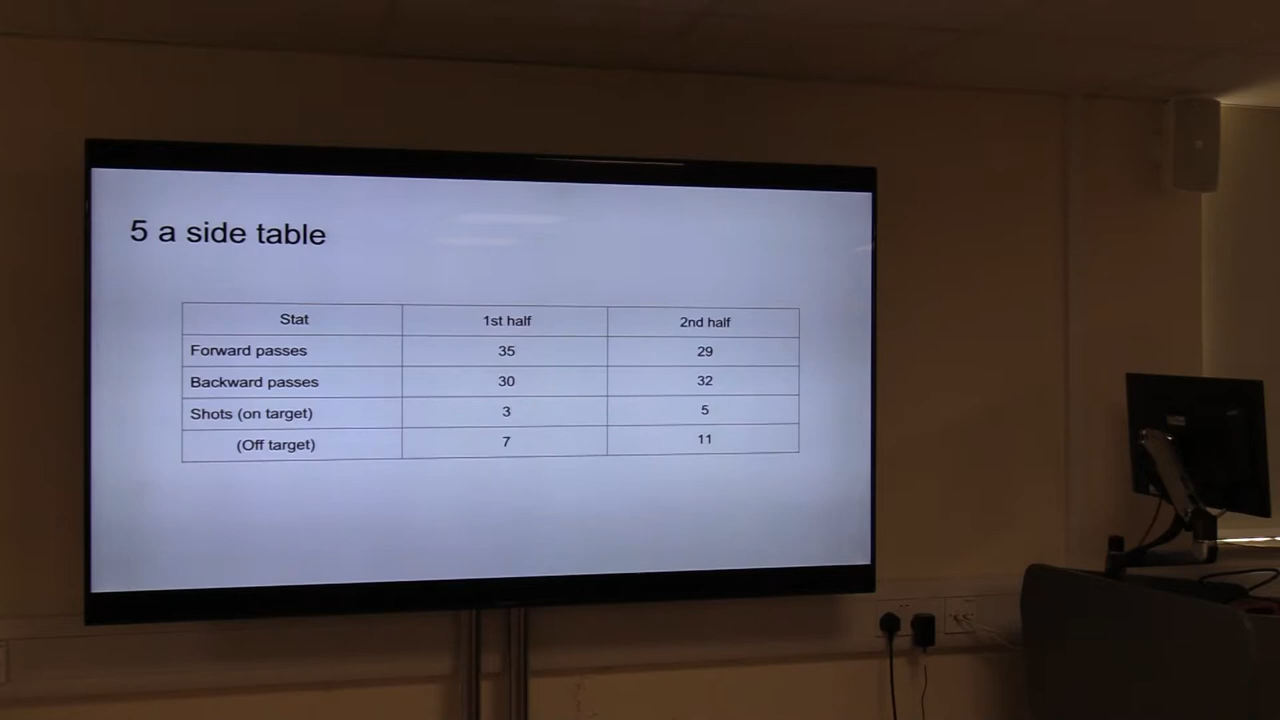 5 a side table
Stat 1st half 2nd half
Forward passes 35 29
Backward passes 30 32
Shots (on target) 3 5
(Off target) 7 11